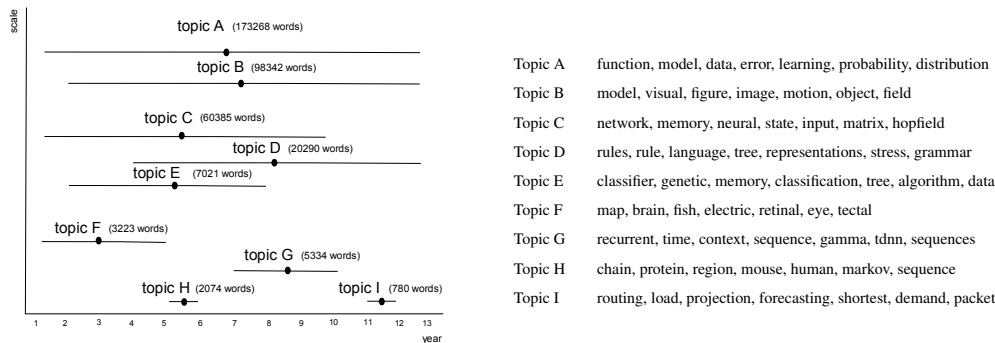 scale
topic A (173268 words)
topic B (98342 words)
topic C (60385 words)
topic D (20290 words)
topic E (7021 words)
topic F (3223 words)
topic G (5334 words)
topic H (2074 words)
topic I (780 words)
1 2 3 4 5 6 7 8 9 10 11 12 13
year
Topic A function, model, data, error, learning, probability, distribution
Topic B model, visual, figure, image, motion, object, field
Topic C network, memory, neural, state, input, matrix, hopfield
Topic D rules, rule, language, tree, representations, stress, grammar
Topic E classifier, genetic, memory, classification, tree, algorithm, data
Topic F map, brain, fish, electric, retinal, eye, tectal
Topic G recurrent, time, context, sequence, gamma, tdnn, sequences
Topic H chain, protein, region, mouse, human, markov, sequence
Topic I routing, load, projection, forecasting, shortest, demand, packet